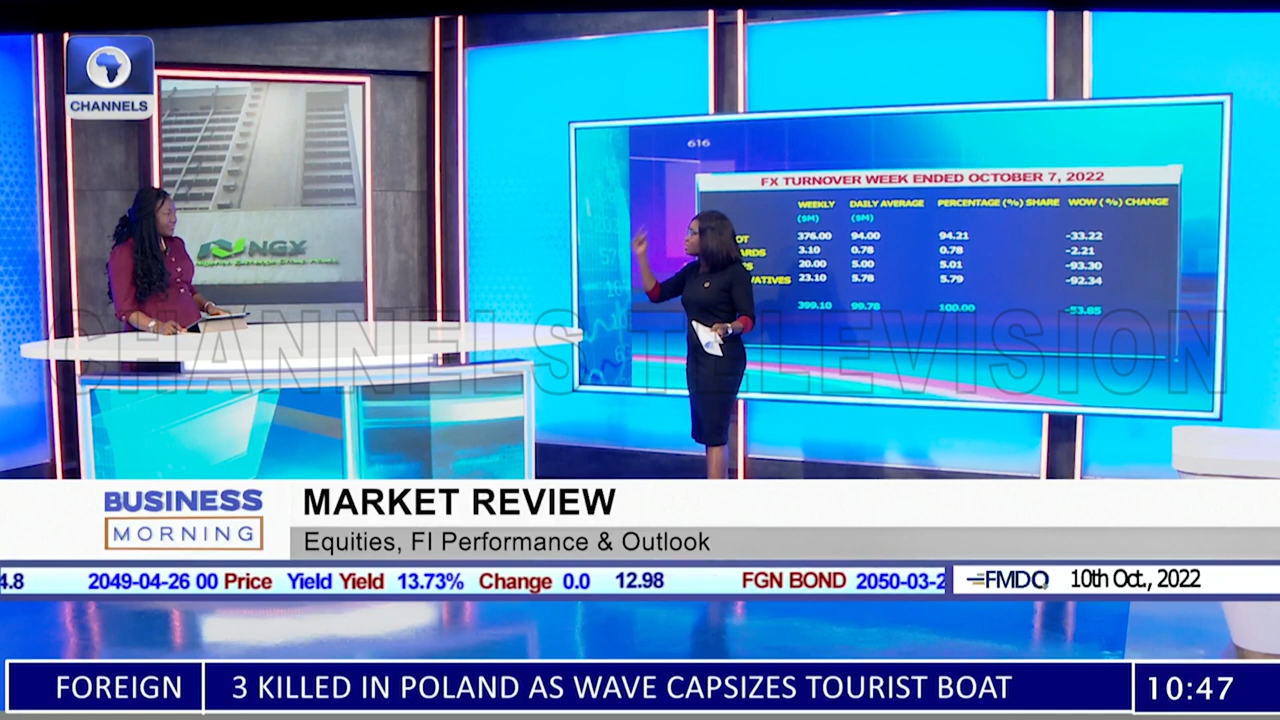 CHANNELS
616
FX TURNOVER WEEK ENDED OCTOBER 7, 2022
WEEKLY DAILY AVERAGE PERCENTAGE (%) SHARE WOW (%) CHANGE
($M) ($M)
OT 376.00 94.00 94.21 -33.22
ARDS 3.10 0.78 0.78 -2.21
PS 20.00 5.00 5.01 -93.30
VATIVES 23.10 5.78 5.79 -92.34
399.10 99.78 100.00 -53.85
NGX
CHANNELS TELEVISION
BUSINESS
MORNING
MARKET REVIEW
Equities, FI Performance & Outlook
4.8 2049-04-26 00 Price Yield Yield 13.73% Change 0.0 12.98 FGN BOND 2050-03-2
FMDQ 10th Oct., 2022
FOREIGN 3 KILLED IN POLAND AS WAVE CAPSIZES TOURIST BOAT 10:47